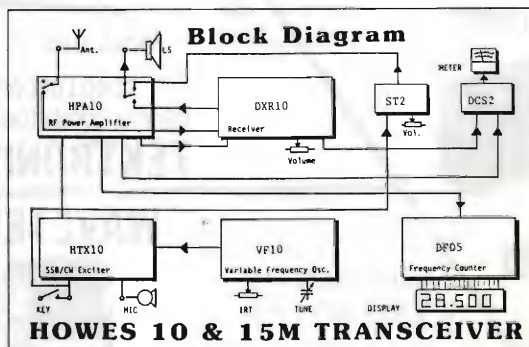 Block Diagram
Ant.
LS
METER
HPA10
RF Power Amplifier
DXR10
Receiver
ST2
DCS2
Vol.
Volume
HTX10
SSB/CW Exciter
VF10
Variable Frequency Osc.
DFD5
Frequency Counter
KEY
MIC
IRT
TUNE
DISPLAY
28.500
HOWES 10 & 15M TRANSCEIVER